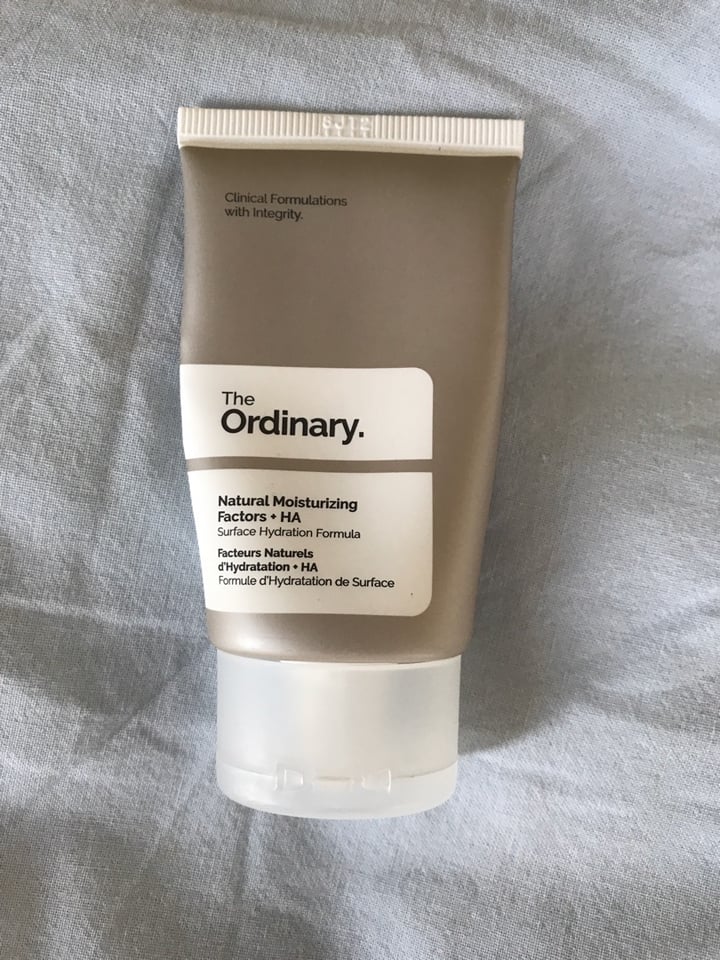 Clinical Formulations
with Integrity.
The
Ordinary.
Natural Moisturizing
Factors + HA
Surface Hydration Formula
Facteurs Naturels
d'Hydratation + HA
Formule d'Hydratation de Surface